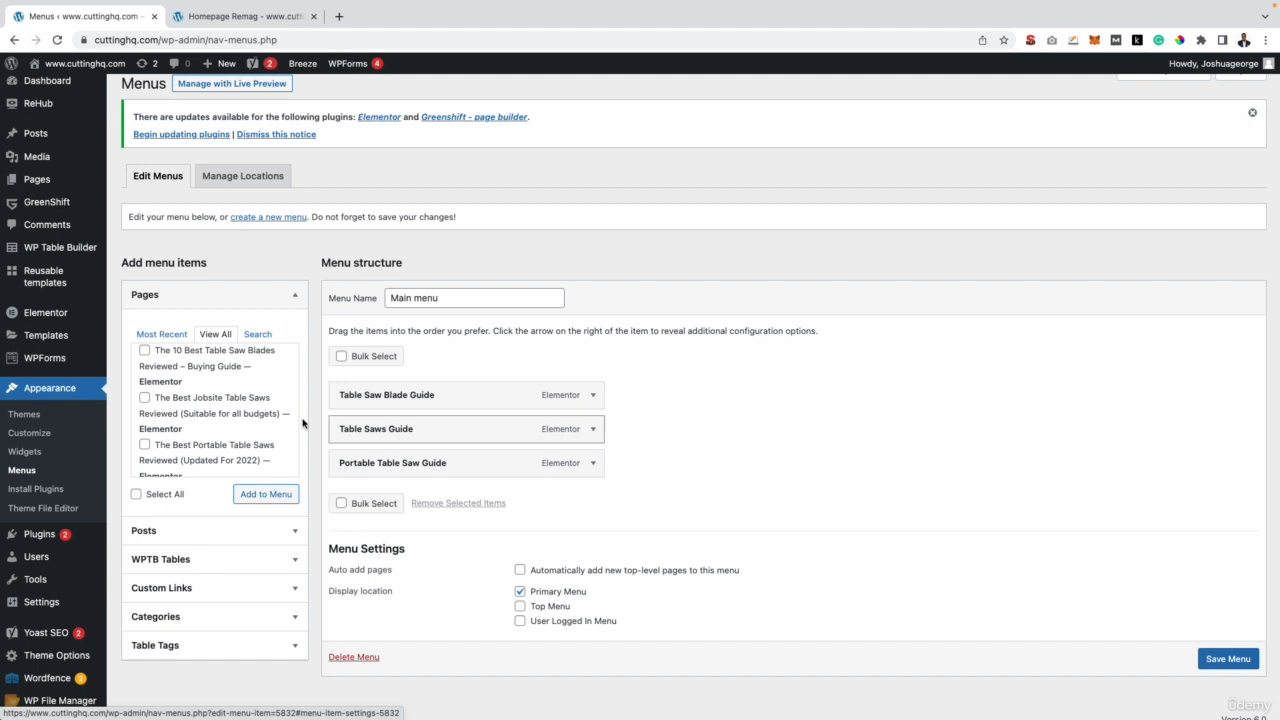 Menus ‹ www.cuttinghq.com —
Homepage Remag - www.cutt
cuttinghq.com/wp-admin/nav-menus.php
www.cuttinghq.com 2 0 New 2 Breeze WPForms 4 Howdy, Joshuageorge
Dashboard
ReHub
Posts
Media
Pages
GreenShift
Comments
WP Table Builder
Reusable
templates
Elementor
Templates
WPForms
Appearance
Themes
Customize
Widgets
Menus
Install Plugins
Theme File Editor
Plugins 2
Users
Tools
Settings
Yoast SEO 2
Theme Options
Wordfence 2
WP File Manager
Menus Manage with Live Preview
There are updates available for the following plugins: Elementor and Greenshift - page builder.
Begin updating plugins | Dismiss this notice
Edit Menus Manage Locations
Edit your menu below, or create a new menu. Do not forget to save your changes!
Add menu items
Pages
Most Recent View All Search
The 10 Best Table Saw Blades
Reviewed – Buying Guide —
Elementor
The Best Jobsite Table Saws
Reviewed (Suitable for all budgets) —
Elementor
The Best Portable Table Saws
Reviewed (Updated For 2022) —
Elementor
Select All Add to Menu
Posts
WPTB Tables
Custom Links
Categories
Table Tags
Menu structure
Menu Name Main menu
Drag the items into the order you prefer. Click the arrow on the right of the item to reveal additional configuration options.
Bulk Select
Table Saw Blade Guide Elementor
Table Saws Guide Elementor
Portable Table Saw Guide Elementor
Bulk Select Remove Selected Items
Menu Settings
Auto add pages Automatically add new top-level pages to this menu
Display location Primary Menu
Top Menu
User Logged In Menu
Delete Menu Save Menu
https://www.cuttinghq.com/wp-admin/nav-menus.php?edit-menu-item=5832#menu-item-settings-5832
ûdemy
Version 6.0